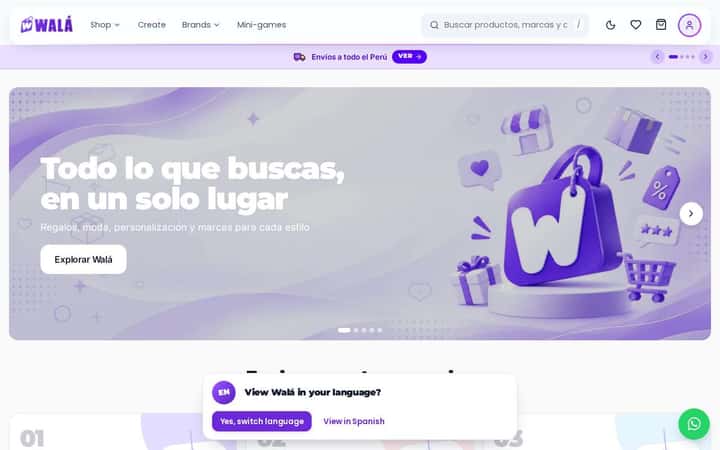 WALÁ
Shop
Create
Brands
Mini-games
Buscar productos, marcas y c
/
Envíos a todo el Perú
VER →
Todo lo que buscas,
en un solo lugar
Regalos, moda, personalización y marcas para cada estilo
Explorar Walá
W
%
EN
View Walá in your language?
Yes, switch language
View in Spanish
01
02
03